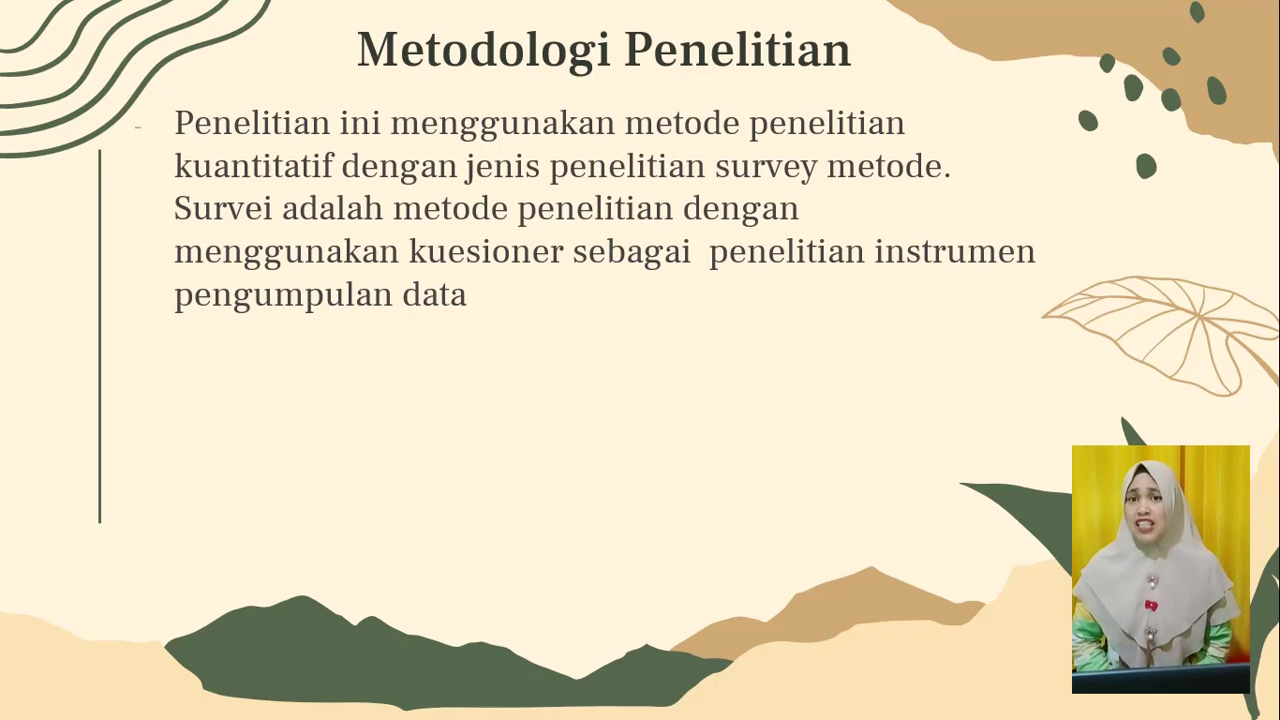 Metodologi Penelitian
- Penelitian ini menggunakan metode penelitian
kuantitatif dengan jenis penelitian survey metode.
Survei adalah metode penelitian dengan
menggunakan kuesioner sebagai  penelitian instrumen
pengumpulan data